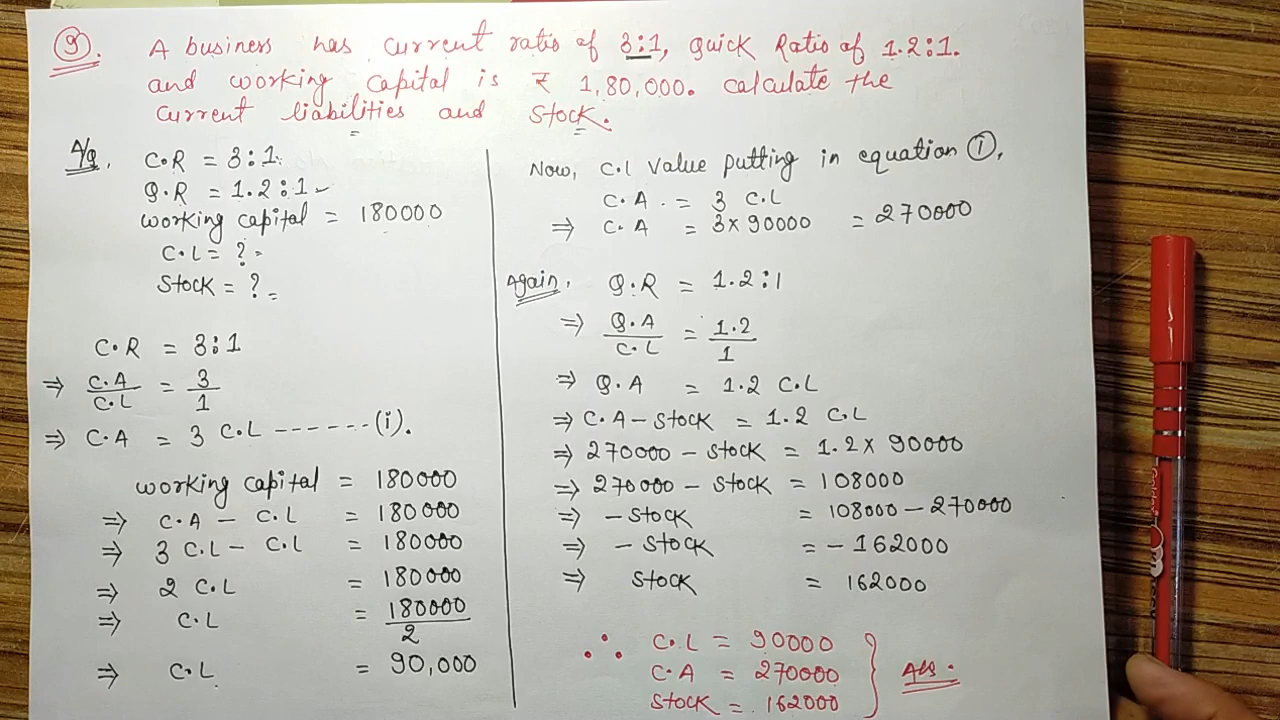 9. A business has current ratio of 3:1, Quick Ratio of 1.2:1.
and working capital is ₹ 1,80,000. calculate the
current liabilities and stock.
A/q, C.R = 3:1.
Q.R = 1.2:1
working capital = 180000
C.L = ?
Stock = ?
C.R = 3:1
⇒ C.A/C.L = 3/1
⇒ C.A = 3 C.L ------(i).
working capital = 180000
⇒ C.A - C.L = 180000
⇒ 3 C.L - C.L = 180000
⇒ 2 C.L = 180000
⇒ C.L = 180000/2
⇒ C.L = 90,000
Now, C.L value putting in equation (i),
C.A. = 3 C.L
⇒ C.A = 3×90000 = 270000
Again, Q.R = 1.2:1
⇒ Q.A/C.L = 1.2/1
⇒ Q.A = 1.2 C.L
⇒ C.A - Stock = 1.2 C.L
⇒ 270000 - Stock = 1.2 × 90000
⇒ 270000 - Stock = 108000
⇒ - Stock = 108000 - 270000
⇒ - Stock = - 162000
⇒ Stock = 162000
∴ C.L = 90000
C.A = 270000
Stock = 162000 } Ans.